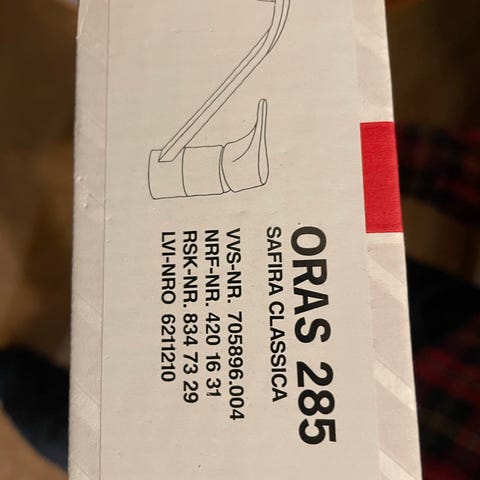 ORAS 285
SAFIRA CLASSICA
VVS-NR. 705896.004
NRF-NR. 420 16 31
RSK-NR. 834 73 29
LVI-NRO 6211210